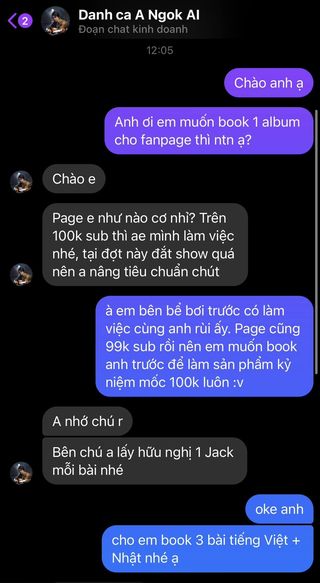 2
Danh ca A Ngok AI
Đoạn chat kinh doanh
12:05
Chào anh ạ
Anh ơi em muốn book 1 album
cho fanpage thì ntn ạ?
Chào e
Page e như nào cơ nhỉ? Trên
100k sub thì ae mình làm việc
nhé, tại đợt này đắt show quá
nên a nâng tiêu chuẩn chút
à em bên bể bơi trước có làm
việc cùng anh rùi ấy. Page cũng
99k sub rồi nên em muốn book
anh trước để làm sản phẩm kỷ
niệm mốc 100k luôn :v
A nhớ chú r
Bên chú a lấy hữu nghị 1 Jack
mỗi bài nhé
oke anh
cho em book 3 bài tiếng Việt +
Nhật nhé ạ